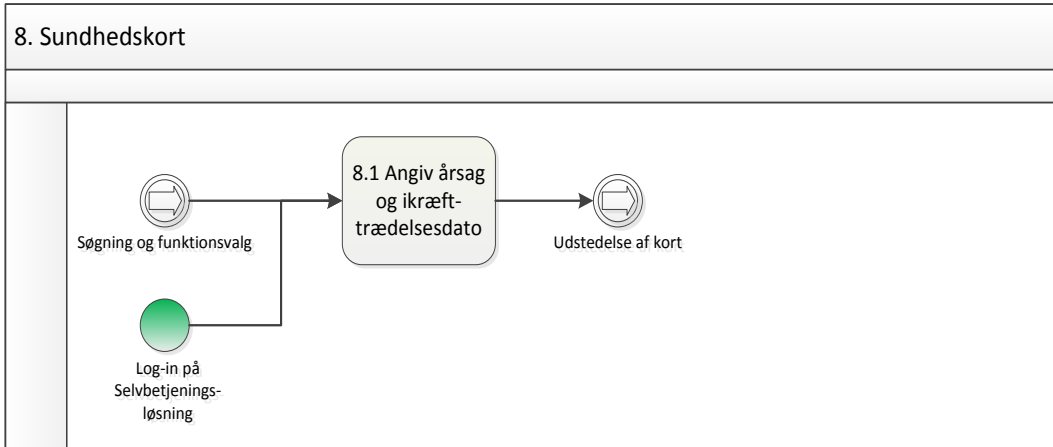 8. Sundhedskort
8.1 Angiv årsag
og ikræft-
trædelsesdato
Søgning og funktionsvalg
Udstedelse af kort
Log-in på
Selvbetjenings-
løsning